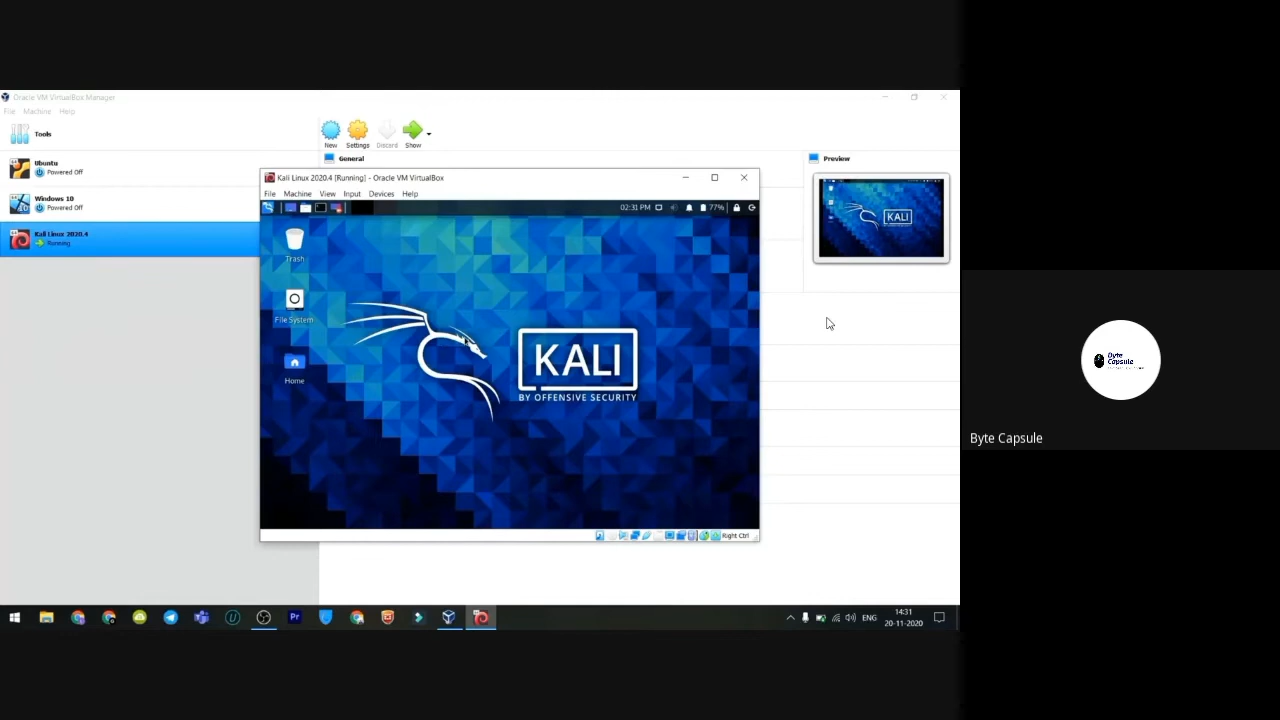 Oracle VM VirtualBox Manager
File Machine Help
Tools
New Settings Discard Show
Ubuntu
Powered Off
Windows 10
Powered Off
Kali Linux 2020.4
Running
General
Preview
KALI
Kali Linux 2020.4 [Running] - Oracle VM VirtualBox
File Machine View Input Devices Help
02:31 PM 77%
Trash
File System
Home
KALI
BY OFFENSIVE SECURITY
Right Ctrl
Pr
ENG
14:31
20-11-2020
Byte
Capsule
Byte Capsule